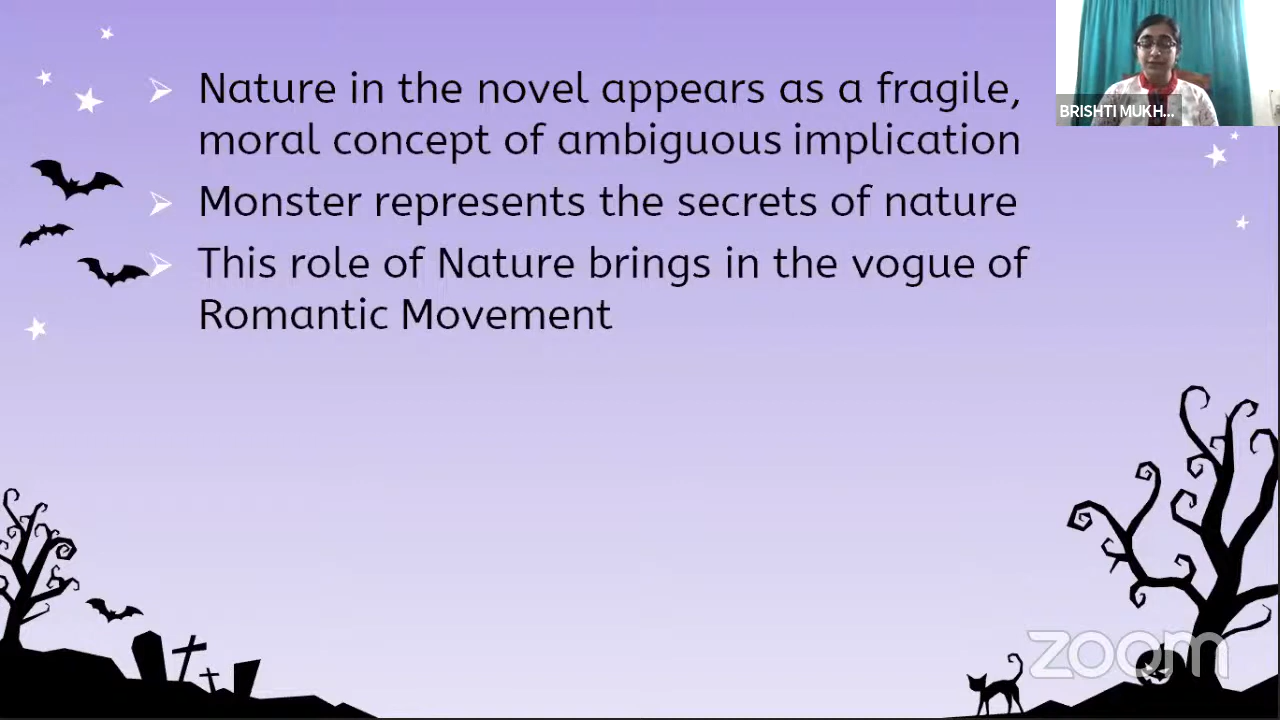 Nature in the novel appears as a fragile,
moral concept of ambiguous implication
Monster represents the secrets of nature
This role of Nature brings in the vogue of
Romantic Movement
BRISHTI MUKH...
zoom